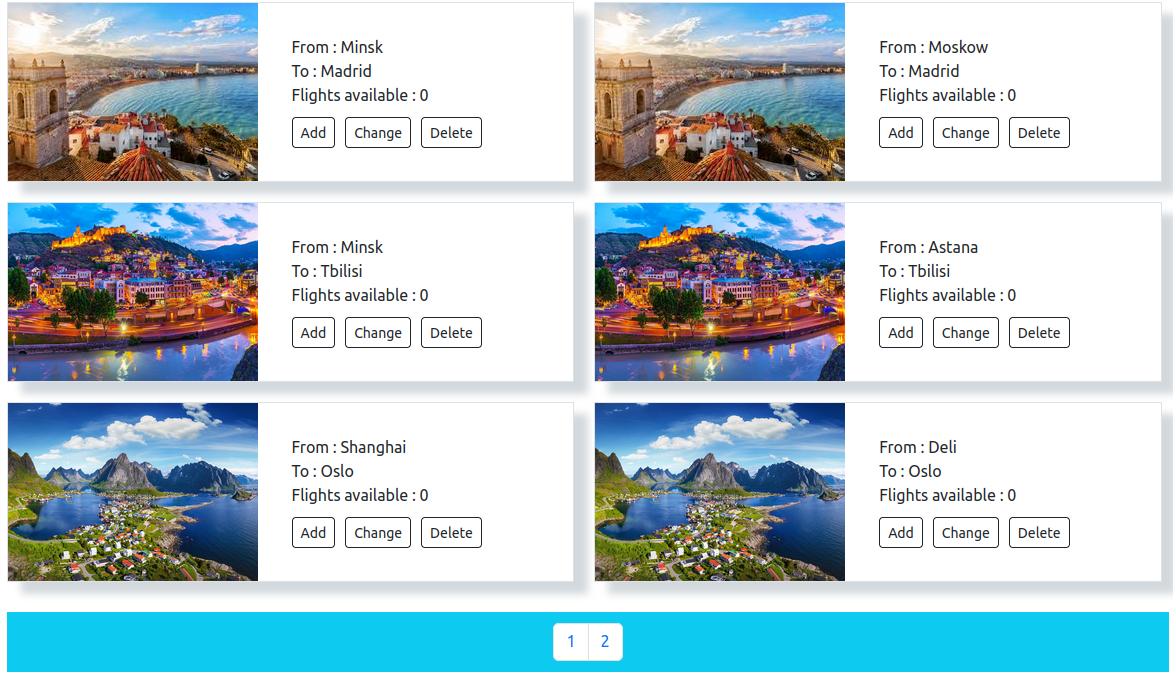 From : Minsk
To : Madrid
Flights available : 0
Add Change Delete
From : Moskow
To : Madrid
Flights available : 0
Add Change Delete
From : Minsk
To : Tbilisi
Flights available : 0
Add Change Delete
From : Astana
To : Tbilisi
Flights available : 0
Add Change Delete
From : Shanghai
To : Oslo
Flights available : 0
Add Change Delete
From : Deli
To : Oslo
Flights available : 0
Add Change Delete
1 2